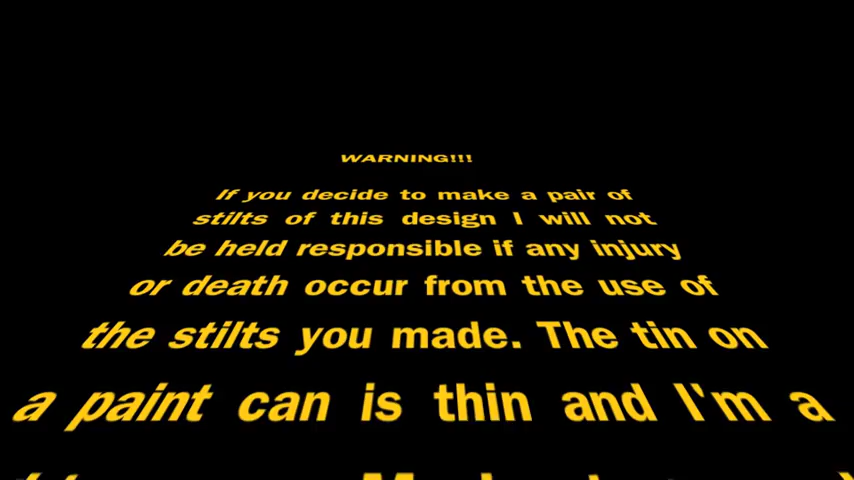 WARNING!!!
If you decide to make a pair of
stilts of this design I will not
be held responsible if any injury
or death occur from the use of
the stilts you made. The tin on
a paint can is thin and I'm a